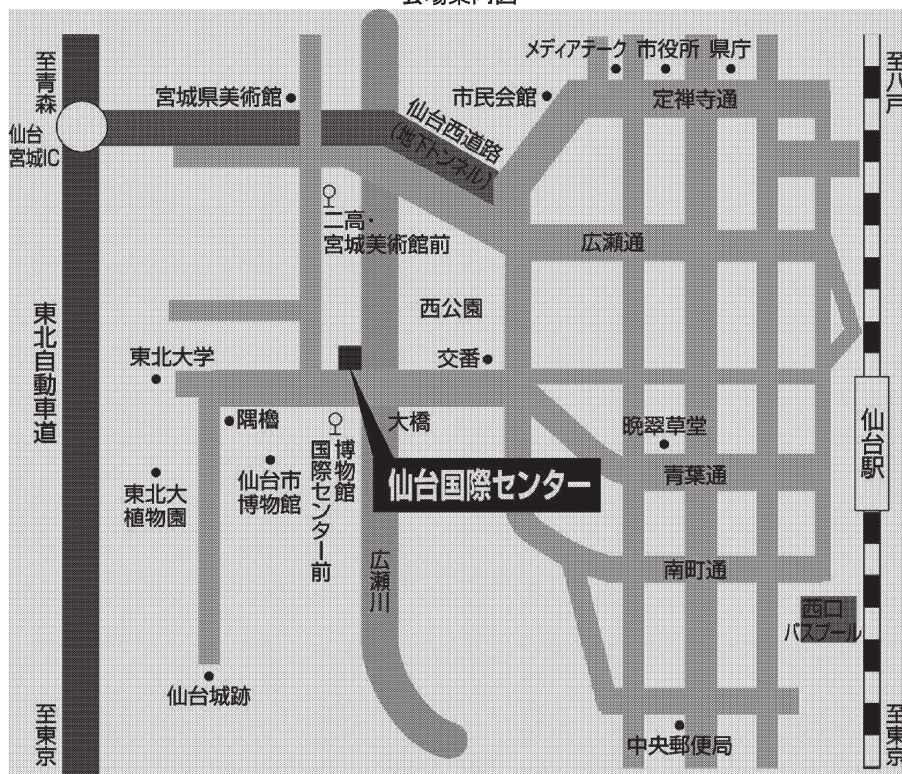 会場案内図
至青森
仙台
宮城IC
宮城県美術館
仙台西道路
(地下トンネル)
市民会館
メディアテーク
市役所
県庁
定禅寺通
至八戸
二高・
宮城美術館前
広瀬通
西公園
東北自動車道
東北大学
交番
隅櫓
大橋
晩翠草堂
仙台駅
東北大
植物園
仙台市
博物館
博物館
国際センター前
仙台国際センター
青葉通
広瀬川
南町通
西口
バスプール
仙台城跡
中央郵便局
至東京
至東京